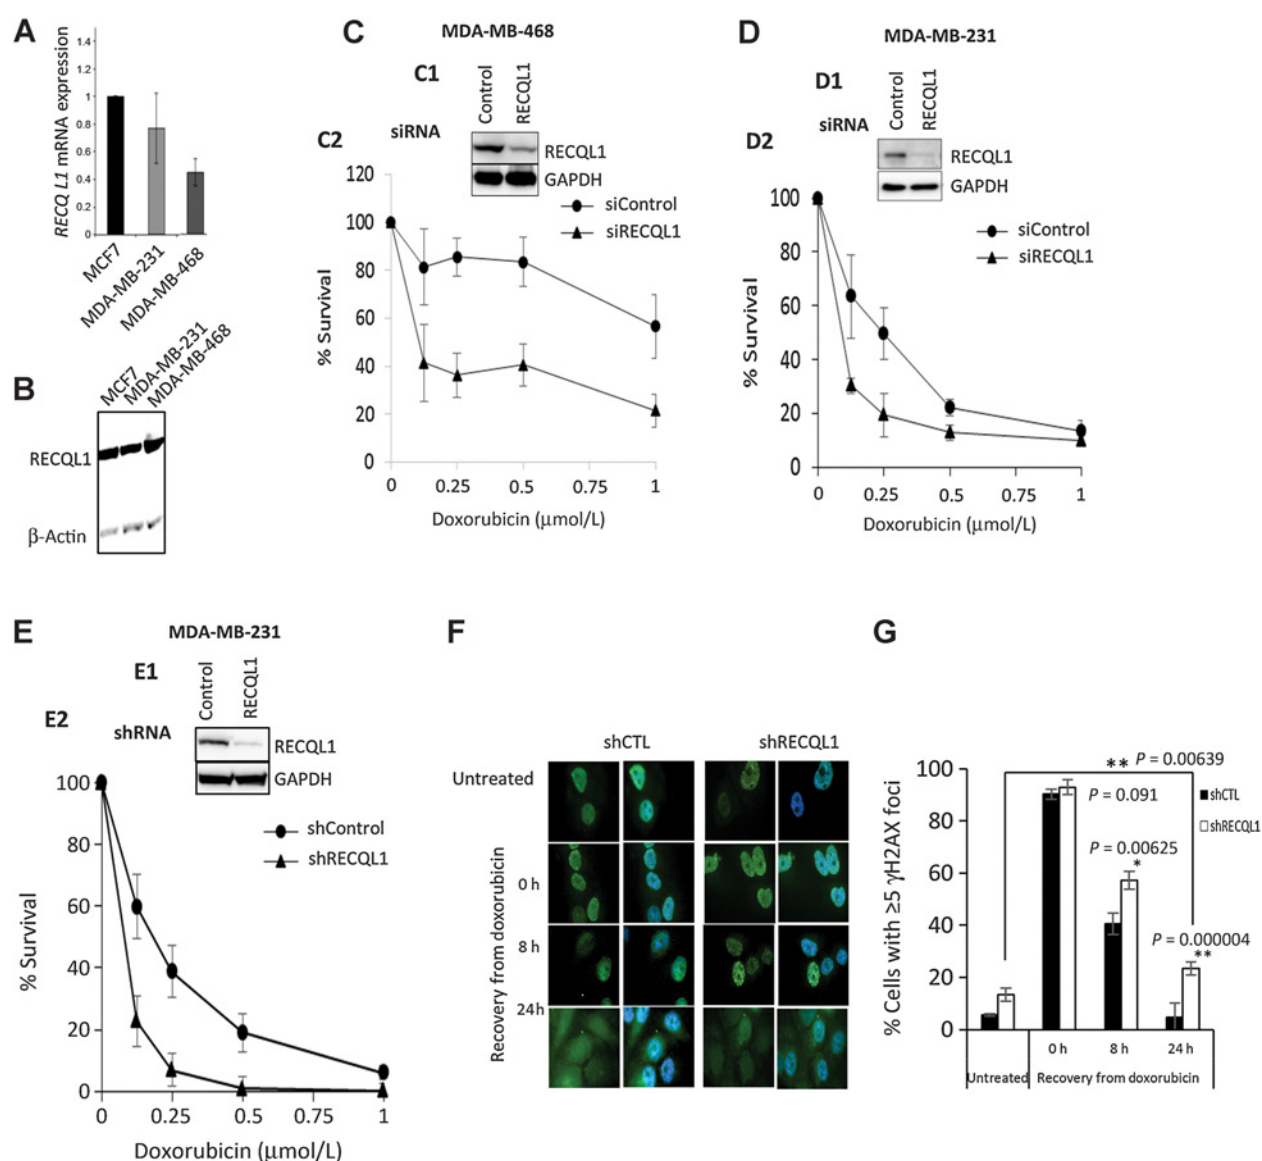 A
RECQ L1 mRNA expression
1.4
1.2
1
0.8
0.6
0.4
0.2
0
MCF7
MDA-MB-231
MDA-MB-468
B
MCF7
MDA-MB-231
MDA-MB-468
RECQL1
β-Actin
C
MDA-MB-468
C1
Control
RECQL1
C2
siRNA
RECQL1
GAPDH
siControl
siRECQL1
% Survival
120
100
80
60
40
20
0
0 0.25 0.5 0.75 1
Doxorubicin (μmol/L)
D
MDA-MB-231
D1
Control
RECQL1
siRNA
D2
RECQL1
GAPDH
siControl
siRECQL1
% Survival
100
80
60
40
20
0
0 0.25 0.5 0.75 1
Doxorubicin (μmol/L)
E
MDA-MB-231
E1
Control
RECQL1
E2
shRNA
RECQL1
GAPDH
shControl
shRECQL1
% Survival
100
80
60
40
20
0
0 0.25 0.5 0.75 1
Doxorubicin (μmol/L)
F
shCTL shRECQL1
Untreated
Recovery from doxorubicin
0 h
8 h
24h
G
% Cells with ≥5 γH2AX foci
100
80
60
40
20
0
** P = 0.00639
P = 0.091
shCTL
shRECQL1
P = 0.00625
*
P = 0.000004
**
0 h 8 h 24 h
Untreated Recovery from doxorubicin